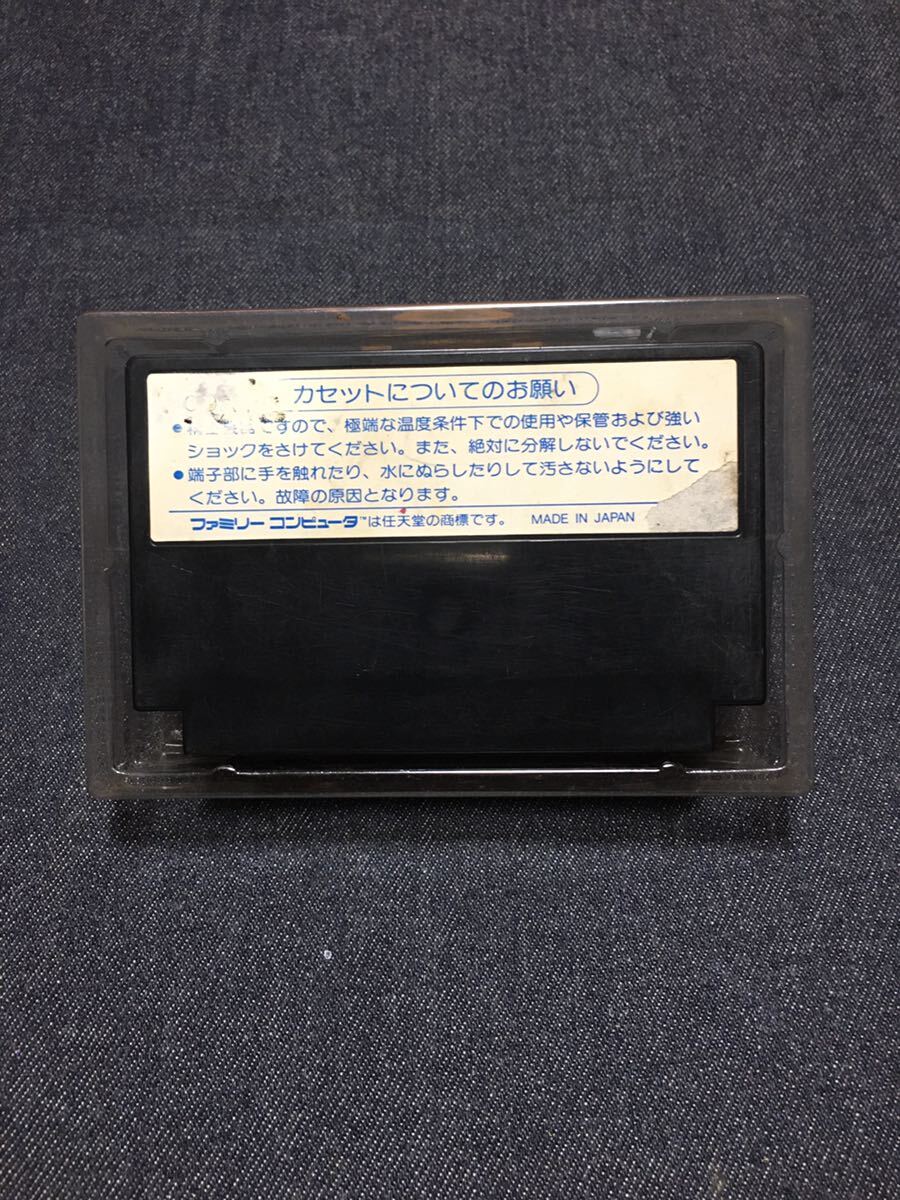 カセットについてのお願い
ですので、極端な温度条件下での使用や保管および強い
ショックをさけてください。また、絶対に分解しないでください。
●端子部に手を触れたり、水にぬらしたりして汚さないようにして
ください。故障の原因となります。
ファミリー コンピュータ™は任天堂の商標です。 MADE IN JAPAN